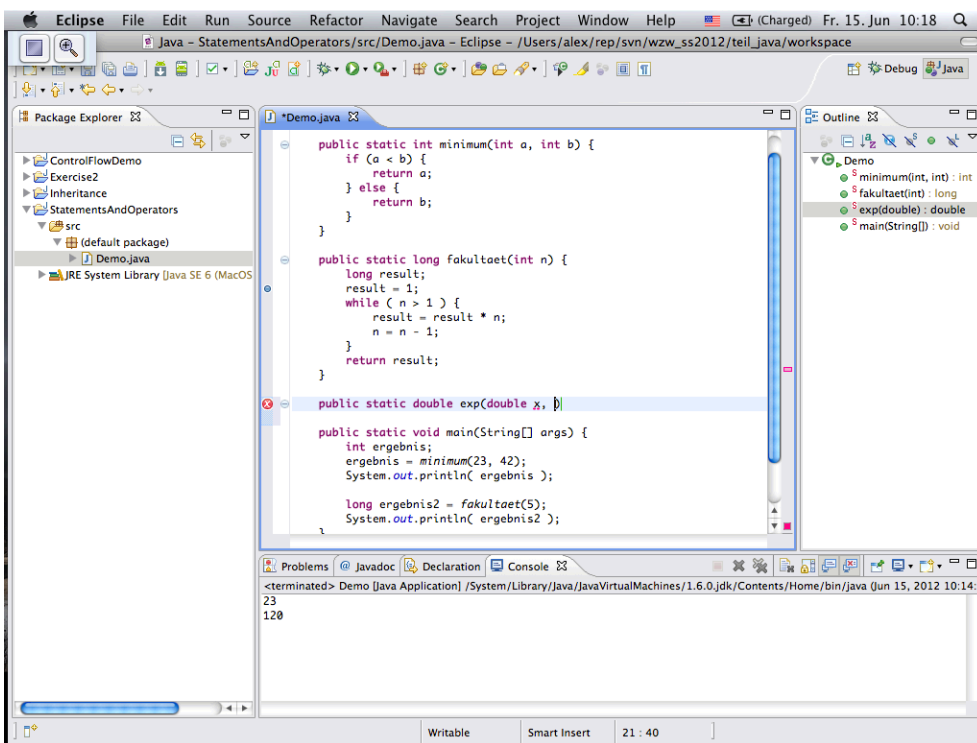 Eclipse File Edit Run Source Refactor Navigate Search Project Window Help (Charged) Fr. 15. Jun 10:18
Java – StatementsAndOperators/src/Demo.java – Eclipse – /Users/alex/rep/svn/wzw_ss2012/teil_java/workspace
Debug Java
Package Explorer
ControlFlowDemo
Exercise2
Inheritance
StatementsAndOperators
src
(default package)
Demo.java
JRE System Library [Java SE 6 (MacOS
*Demo.java
public static int minimum(int a, int b) {
if (a < b) {
return a;
} else {
return b;
}
}
public static long fakultaet(int n) {
long result;
result = 1;
while ( n > 1 ) {
result = result * n;
n = n - 1;
}
return result;
}
public static double exp(double x, )
public static void main(String[] args) {
int ergebnis;
ergebnis = minimum(23, 42);
System.out.println( ergebnis );
long ergebnis2 = fakultaet(5);
System.out.println( ergebnis2 );
}
Outline
Demo
minimum(int, int) : int
fakultaet(int) : long
exp(double) : double
main(String[]) : void
Problems @ Javadoc Declaration Console
<terminated> Demo [Java Application] /System/Library/Java/JavaVirtualMachines/1.6.0.jdk/Contents/Home/bin/java (Jun 15, 2012 10:14:
23
120
Writable Smart Insert 21 : 40